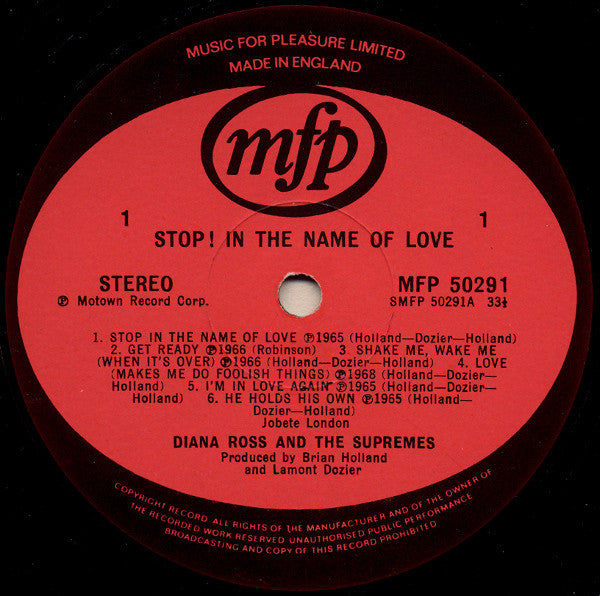 MUSIC FOR PLEASURE LIMITED
MADE IN ENGLAND
mfp
1 1
STOP! IN THE NAME OF LOVE
STEREO MFP 50291
℗ Motown Record Corp. SMFP 50291A 33⅓
1. STOP IN THE NAME OF LOVE ℗1965 (Holland—Dozier—Holland)
2. GET READY ℗1966 (Robinson) 3 SHAKE ME, WAKE ME
(WHEN IT'S OVER) ℗1966 (Holland—Dozier—Holland) 4. LOVE
(MAKES ME DO FOOLISH THINGS) ℗1968 (Holland—Dozier—
Holland) 5. I'M IN LOVE AGAIN ℗1965 (Holland—Dozier—
Holland) 6. HE HOLDS HIS OWN ℗1965 (Holland—
Dozier—Holland)
Jobete London
DIANA ROSS AND THE SUPREMES
Produced by Brian Holland
and Lamont Dozier
COPYRIGHT RECORD ALL RIGHTS OF THE MANUFACTURER AND OF THE OWNER OF
THE RECORDED WORK RESERVED UNAUTHORISED PUBLIC PERFORMANCE
BROADCASTING AND COPY OF THIS RECORD PROHIBITED